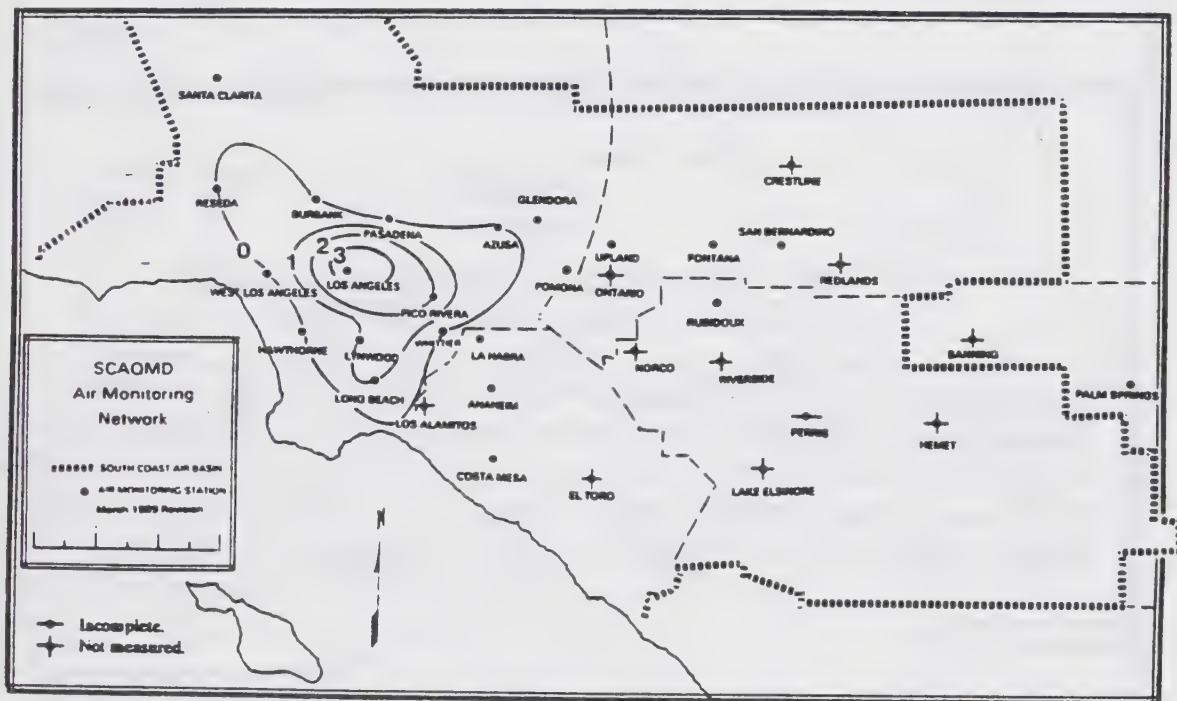 SANTA CLARITA
CRESTLINE
RESEDA
BURBANK
GLENDORA
PASADENA
AZUSA
SAN BERNARDINO
UPLAND
FONTANA
0
1
2
3
LOS ANGELES
WEST LOS ANGELES
POMONA
ONTARIO
REDLANDS
PICO RIVERA
RUBIDOUX
HAWTHORNE
LYNWOOD
WHITTIER
LA HABRA
NORCO
RIVERSIDE
BANNING
LONG BEACH
ANAHEIM
PALM SPRINGS
LOS ALAMITOS
PERRIS
HEMET
COSTA MESA
EL TORO
LAKE ELSINORE
SCAQMD
Air Monitoring
Network
SOUTH COAST AIR BASIN
AIR MONITORING STATION
March 1989 Revision
N
Incomplete.
Not measured.